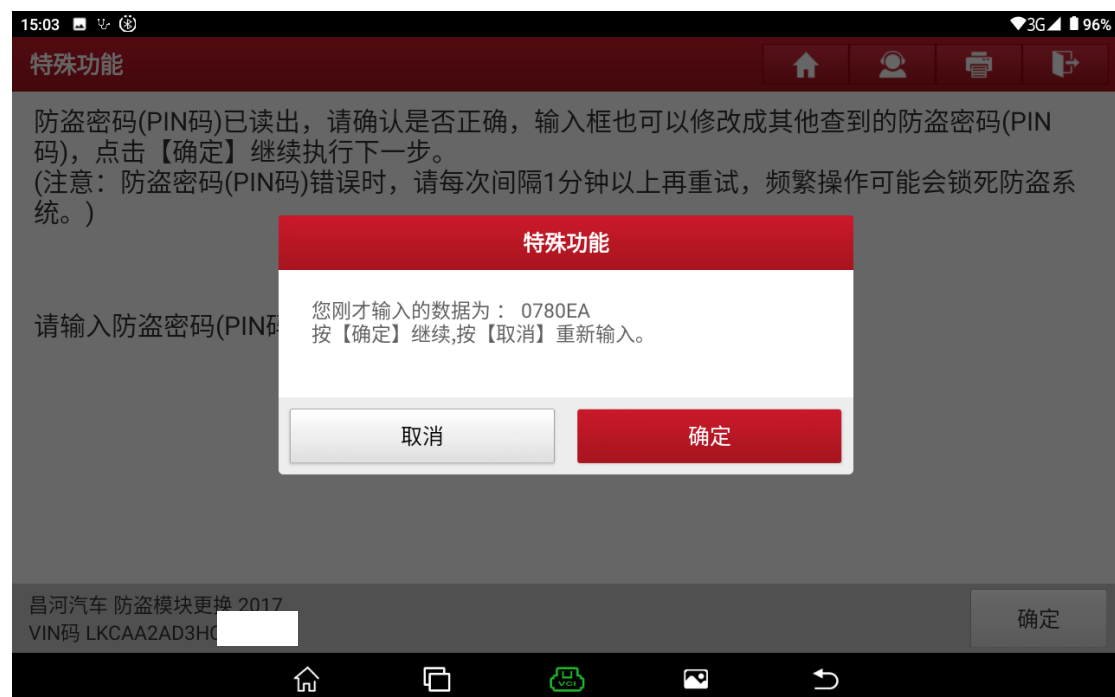 15:03
3G 96%
特殊功能
防盗密码(PIN码)已读出，请确认是否正确，输入框也可以修改成其他查到的防盗密码(PIN
码)，点击【确定】继续执行下一步。
(注意：防盗密码(PIN码)错误时，请每次间隔1分钟以上再重试，频繁操作可能会锁死防盗系
统。)
特殊功能
您刚才输入的数据为： 0780EA
按【确定】继续,按【取消】重新输入。
请输入防盗密码(PIN码
取消
确定
昌河汽车 防盗模块更换 2017
VIN码 LKCAA2AD3H
确定
VCI